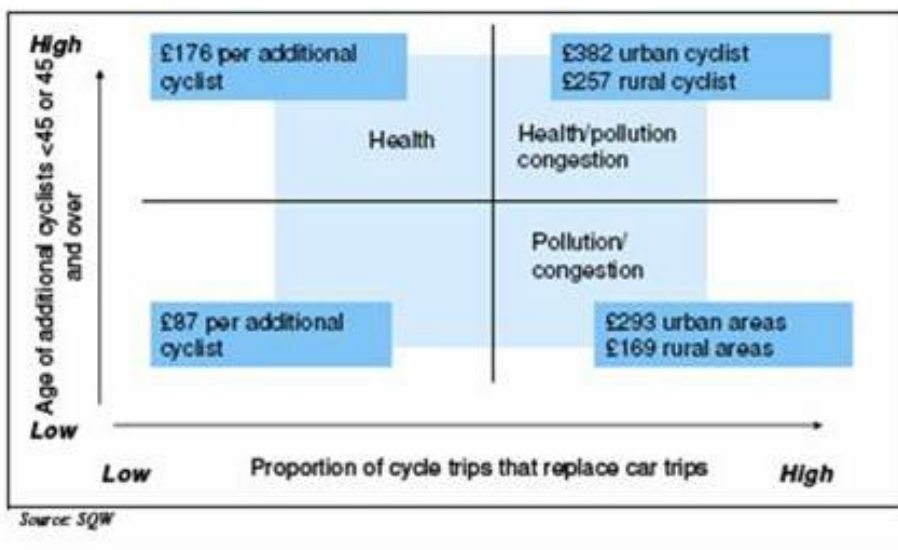 High
£176 per additional
cyclist
£382 urban cyclist
£257 rural cyclist
Health
Health/pollution
congestion
Age of additional cyclists <45 or 45
and over
Pollution/
congestion
£87 per additional
cyclist
£293 urban areas
£169 rural areas
Low
Low
Proportion of cycle trips that replace car trips
High
Source: SQW